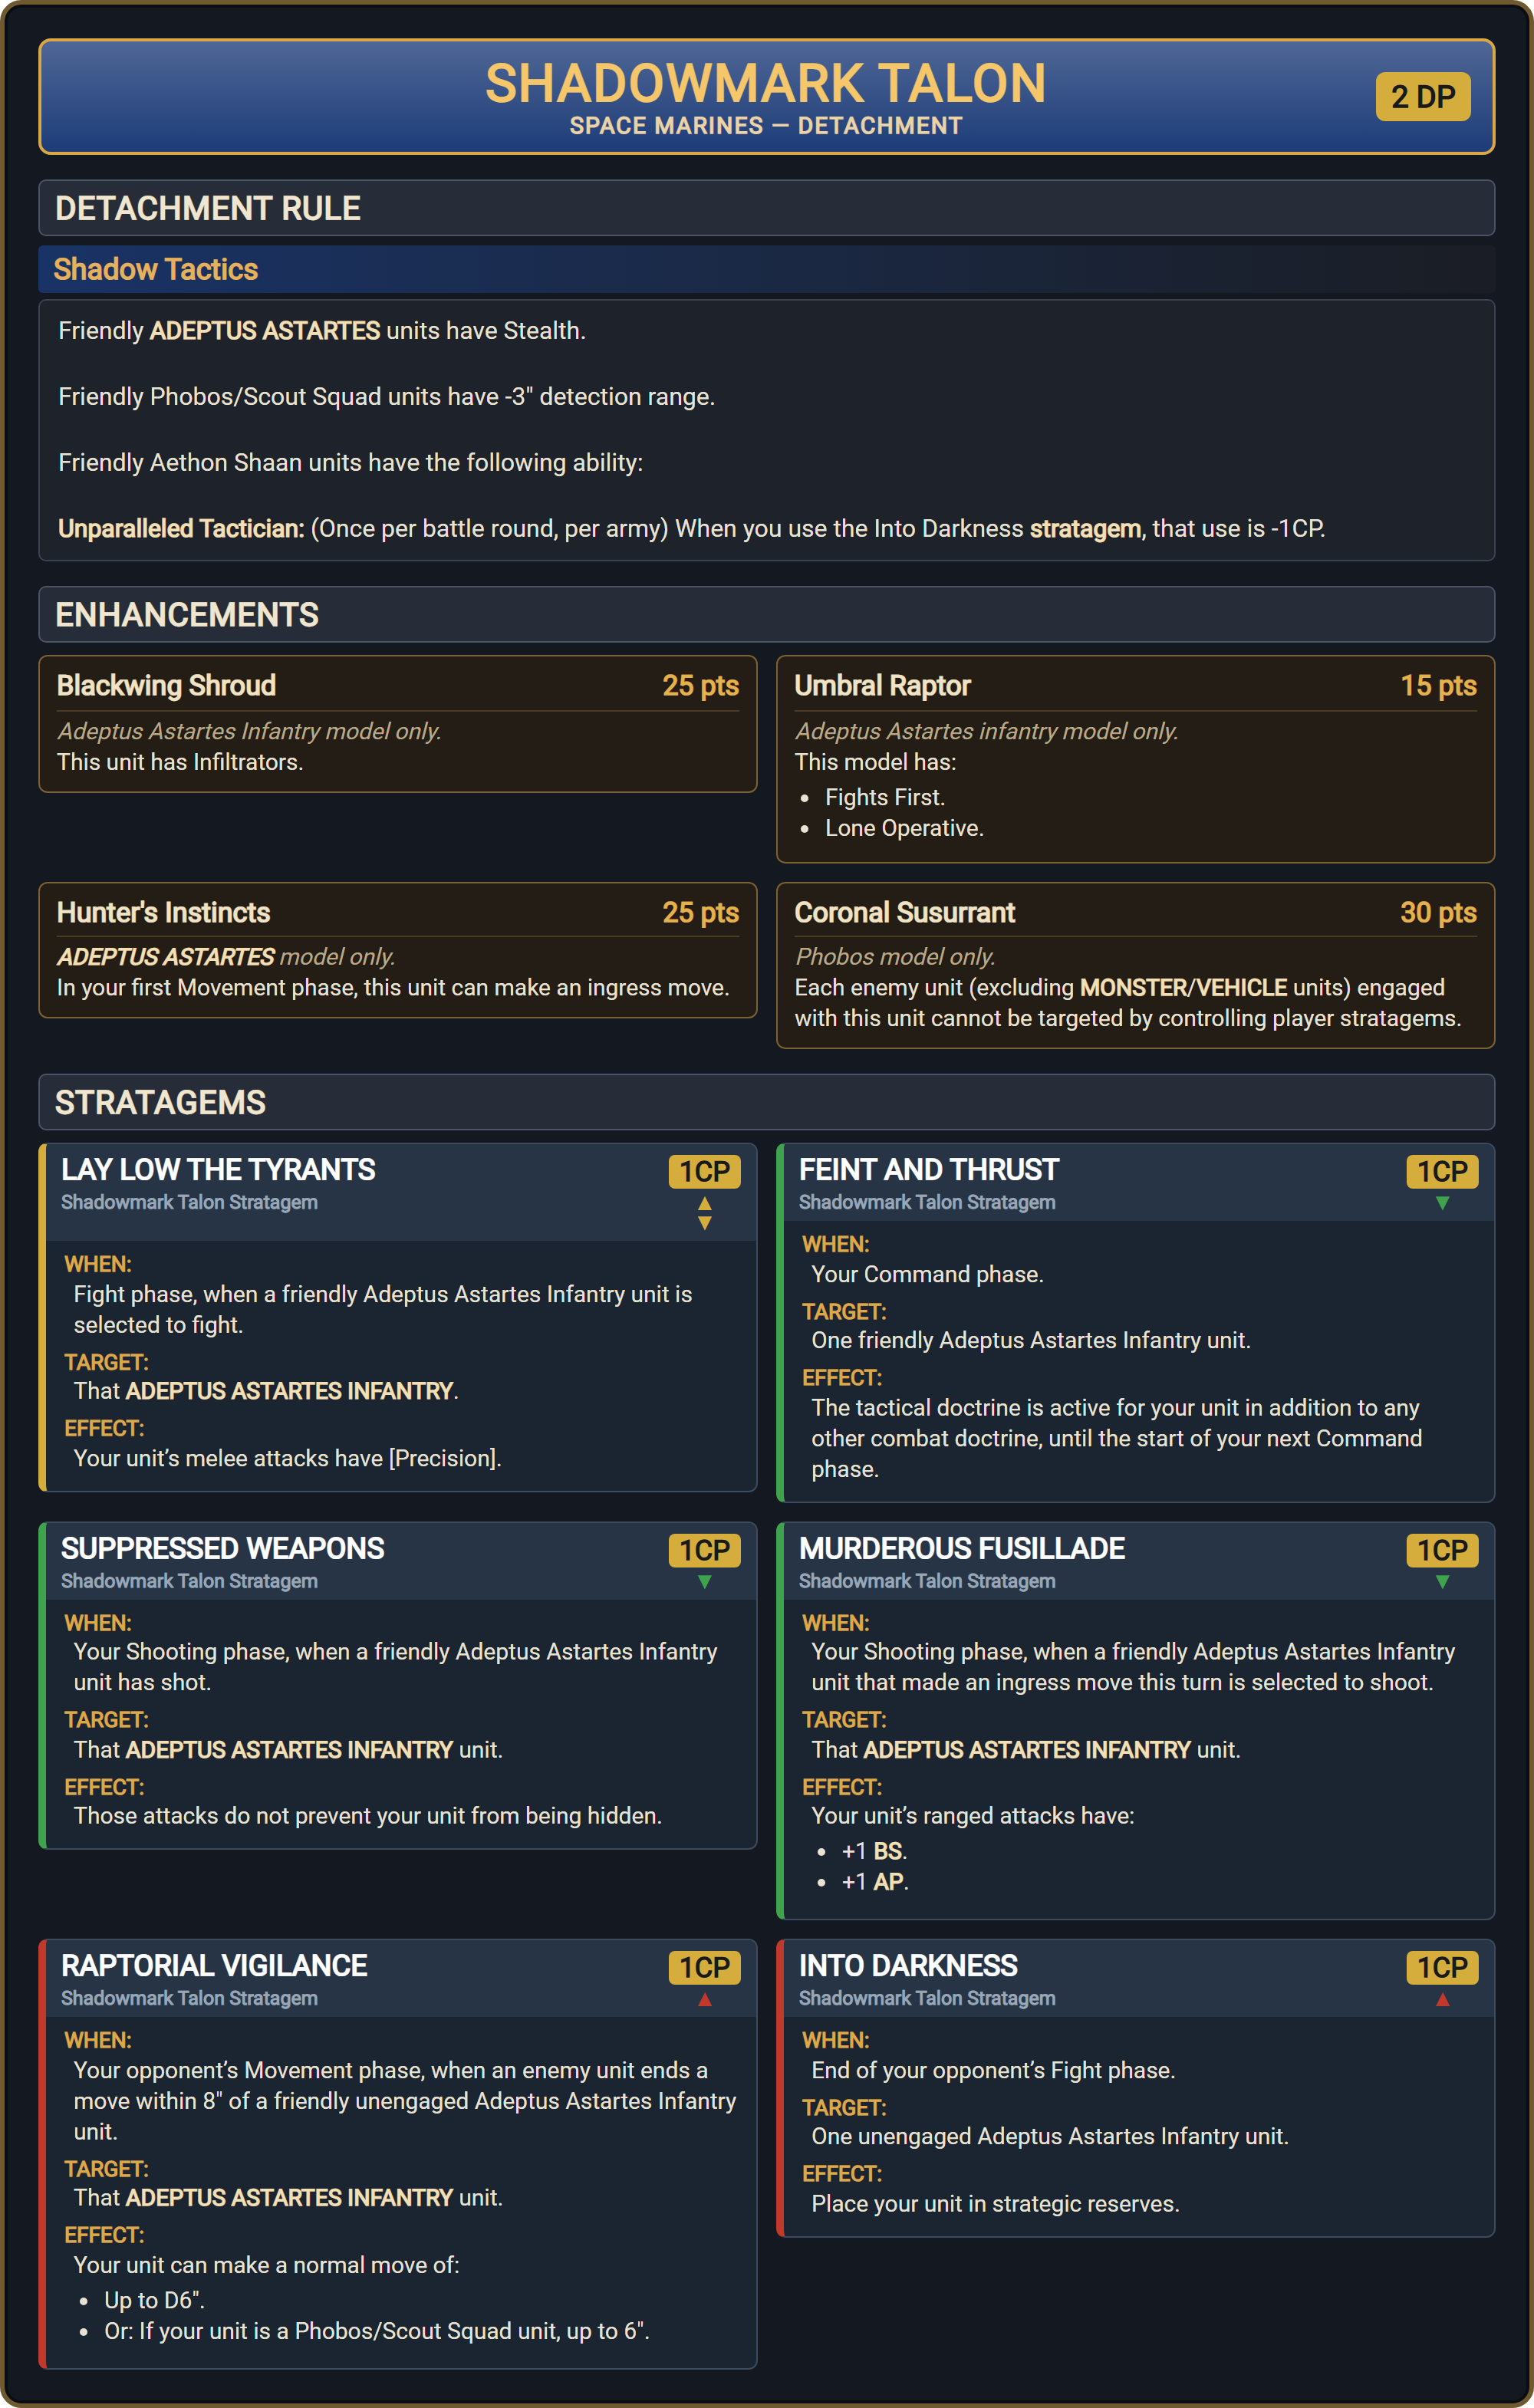 SHADOWMARK TALON
SPACE MARINES — DETACHMENT
2 DP
DETACHMENT RULE
Shadow Tactics
Friendly ADEPTUS ASTARTES units have Stealth.
Friendly Phobos/Scout Squad units have -3" detection range.
Friendly Aethon Shaan units have the following ability:
Unparalleled Tactician: (Once per battle round, per army) When you use the Into Darkness stratagem, that use is -1CP.
ENHANCEMENTS
Blackwing Shroud 25 pts
Adeptus Astartes Infantry model only.
This unit has Infiltrators.
Umbral Raptor 15 pts
Adeptus Astartes infantry model only.
This model has:
• Fights First.
• Lone Operative.
Hunter's Instincts 25 pts
ADEPTUS ASTARTES model only.
In your first Movement phase, this unit can make an ingress move.
Coronal Susurrant 30 pts
Phobos model only.
Each enemy unit (excluding MONSTER/VEHICLE units) engaged
with this unit cannot be targeted by controlling player stratagems.
STRATAGEMS
LAY LOW THE TYRANTS 1CP
Shadowmark Talon Stratagem
▲
▼
WHEN:
Fight phase, when a friendly Adeptus Astartes Infantry unit is
selected to fight.
TARGET:
That ADEPTUS ASTARTES INFANTRY.
EFFECT:
Your unit’s melee attacks have [Precision].
FEINT AND THRUST 1CP
Shadowmark Talon Stratagem ▼
WHEN:
Your Command phase.
TARGET:
One friendly Adeptus Astartes Infantry unit.
EFFECT:
The tactical doctrine is active for your unit in addition to any
other combat doctrine, until the start of your next Command
phase.
SUPPRESSED WEAPONS 1CP
Shadowmark Talon Stratagem ▼
WHEN:
Your Shooting phase, when a friendly Adeptus Astartes Infantry
unit has shot.
TARGET:
That ADEPTUS ASTARTES INFANTRY unit.
EFFECT:
Those attacks do not prevent your unit from being hidden.
MURDEROUS FUSILLADE 1CP
Shadowmark Talon Stratagem ▼
WHEN:
Your Shooting phase, when a friendly Adeptus Astartes Infantry
unit that made an ingress move this turn is selected to shoot.
TARGET:
That ADEPTUS ASTARTES INFANTRY unit.
EFFECT:
Your unit’s ranged attacks have:
• +1 BS.
• +1 AP.
RAPTORIAL VIGILANCE 1CP
Shadowmark Talon Stratagem ▲
WHEN:
Your opponent’s Movement phase, when an enemy unit ends a
move within 8" of a friendly unengaged Adeptus Astartes Infantry
unit.
TARGET:
That ADEPTUS ASTARTES INFANTRY unit.
EFFECT:
Your unit can make a normal move of:
• Up to D6".
• Or: If your unit is a Phobos/Scout Squad unit, up to 6".
INTO DARKNESS 1CP
Shadowmark Talon Stratagem ▲
WHEN:
End of your opponent’s Fight phase.
TARGET:
One unengaged Adeptus Astartes Infantry unit.
EFFECT:
Place your unit in strategic reserves.